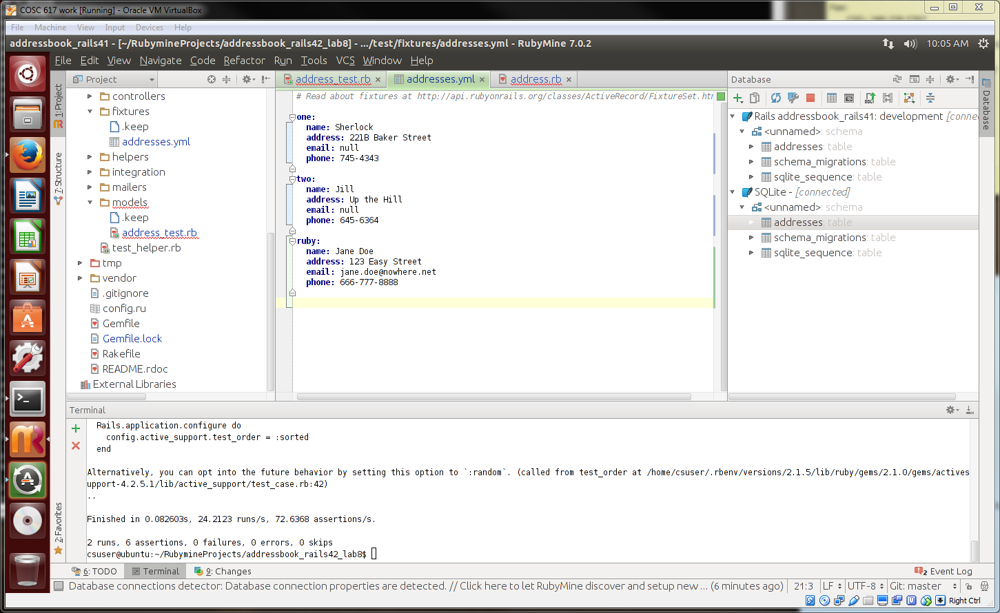 COSC 617 work [Running] - Oracle VM VirtualBox
File Machine View Input Devices Help
addressbook_rails41 - [~/RubymineProjects/addressbook_rails42_lab8] - .../test/fixtures/addresses.yml - RubyMine 7.0.2
10:05 AM
File Edit View Navigate Code Refactor Run Tools VCS Window Help
1: Project
7: Structure
2: Favorites
Project
controllers
fixtures
.keep
addresses.yml
helpers
integration
mailers
models
.keep
address_test.rb
test_helper.rb
tmp
vendor
.gitignore
config.ru
Gemfile
Gemfile.lock
Rakefile
README.rdoc
External Libraries
address_test.rb addresses.yml address.rb
# Read about fixtures at http://api.rubyonrails.org/classes/ActiveRecord/FixtureSet.htm
one:
name: Sherlock
address: 221B Baker Street
email: null
phone: 745-4343
two:
name: Jill
address: Up the Hill
email: null
phone: 645-6364
ruby:
name: Jane Doe
address: 123 Easy Street
email: jane.doe@nowhere.net
phone: 666-777-8888
Database
Rails addressbook_rails41: development [conne
<unnamed>: schema
addresses: table
schema_migrations: table
sqlite_sequence: table
SQLite - [connected]
<unnamed>: schema
addresses: table
schema_migrations: table
sqlite_sequence: table
Database
Terminal
Rails.application.configure do
config.active_support.test_order = :sorted
end
Alternatively, you can opt into the future behavior by setting this option to `:random`. (called from test_order at /home/csuser/.rbenv/versions/2.1.5/lib/ruby/gems/2.1.0/gems/actives
upport-4.2.5.1/lib/active_support/test_case.rb:42)
..
Finished in 0.082603s, 24.2123 runs/s, 72.6368 assertions/s.
2 runs, 6 assertions, 0 failures, 0 errors, 0 skips
csuser@ubuntu:~/RubymineProjects/addressbook_rails42_lab8$
6: TODO Terminal 9: Changes 2 Event Log
Database connections detector: Database connection properties are detected. // Click here to let RubyMine discover and setup new ... (6 minutes ago) 21:3 LF UTF-8 Git: master
Right Ctrl